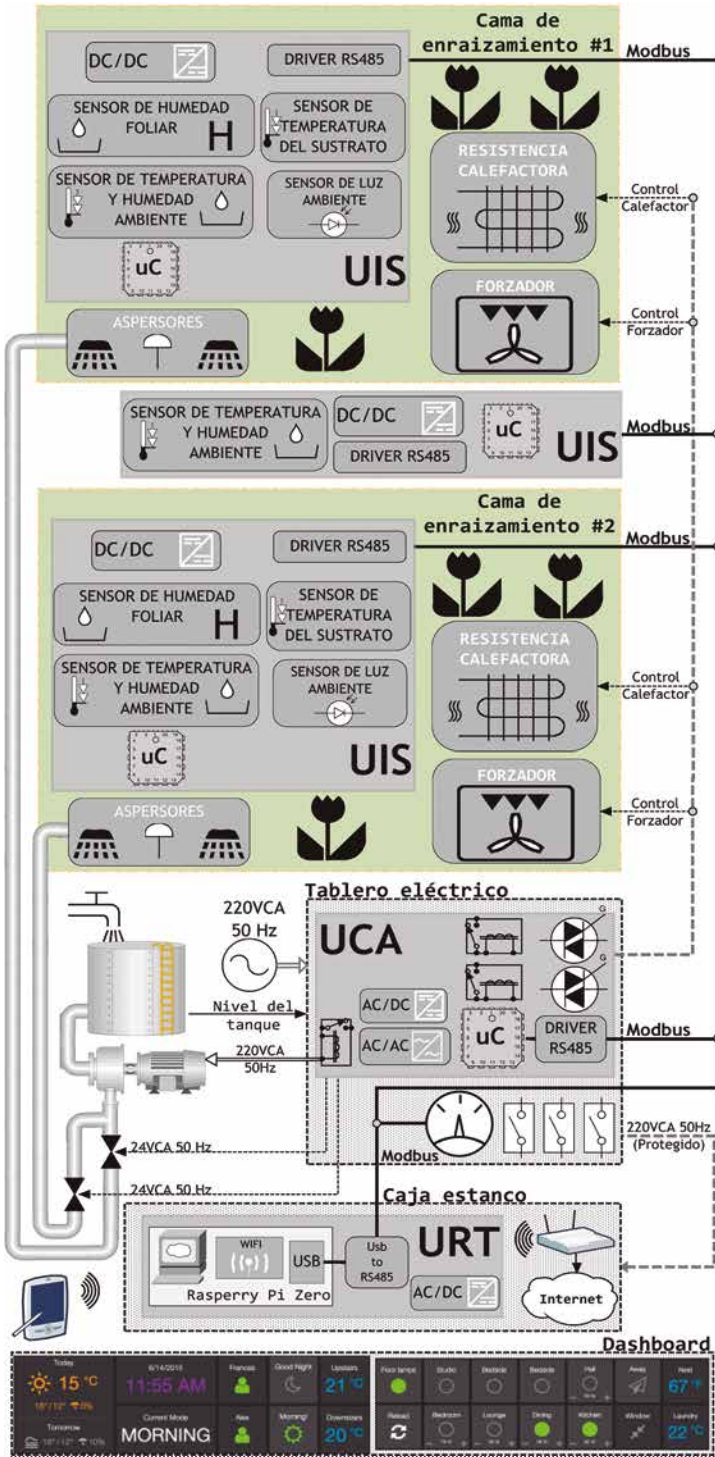 Cama de
enraizamiento #1
Modbus
DC/DC
DRIVER RS485
SENSOR DE HUMEDAD
FOLIAR
H
SENSOR DE
TEMPERATURA
DEL SUSTRATO
RESISTENCIA
CALEFACTORA
SENSOR DE TEMPERATURA
Y HUMEDAD
AMBIENTE
SENSOR DE LUZ
AMBIENTE
Control
Calefactor
uC
UIS
FORZADOR
ASPERSORES
Control
Forzador
SENSOR DE TEMPERATURA
Y HUMEDAD
AMBIENTE
DC/DC
DRIVER RS485
uC
UIS
Modbus
Cama de
enraizamiento #2
Modbus
DC/DC
DRIVER RS485
SENSOR DE HUMEDAD
FOLIAR
H
SENSOR DE
TEMPERATURA
DEL SUSTRATO
RESISTENCIA
CALEFACTORA
SENSOR DE TEMPERATURA
Y HUMEDAD
AMBIENTE
SENSOR DE LUZ
AMBIENTE
Control
Calefactor
uC
UIS
FORZADOR
ASPERSORES
Control
Forzador
Tablero eléctrico
220VCA
50 Hz
UCA
G
G
Nivel del
tanque
AC/DC
AC/AC
uC
DRIVER
RS485
Modbus
220VCA
50Hz
220VCA 50Hz
(Protegido)
Modbus
24VCA 50 Hz
24VCA 50 Hz
Caja estanco
URT
WIFI
USB
Usb
to
RS485
Rasperry Pi Zero
AC/DC
Internet
Dashboard
Today
15 °C
Tomorrow
11:55 AM
Current Mode
MORNING
Frances
Alex
Good Night
Morning!
Upstairs
21 °C
Downstairs
20 °C
Floor lamps
Reload
Studio
Bedroom
Bedside
Lounge
Bedside
Dining
Hall
Kitchen
Away
Window
Nest
67 °F
Laundry
22 °C